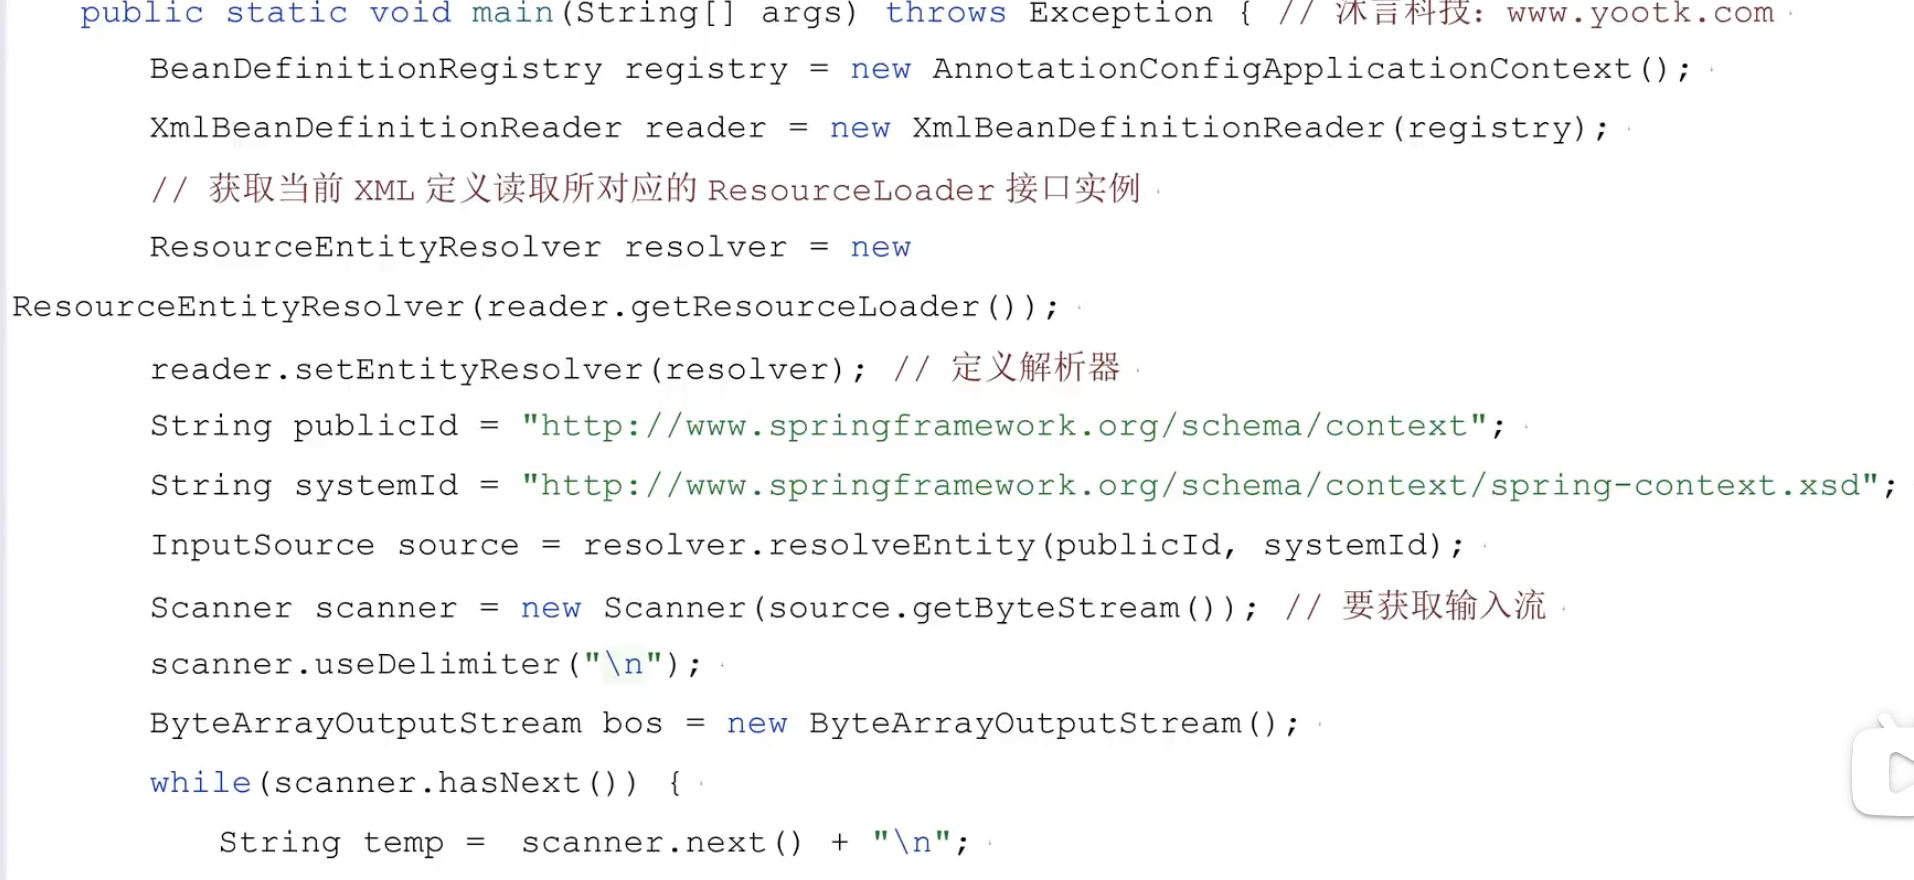 public static void main(String[] args) throws Exception { // 沐言科技：www.yootk.com
BeanDefinitionRegistry registry = new AnnotationConfigApplicationContext();
XmlBeanDefinitionReader reader = new XmlBeanDefinitionReader(registry);
// 获取当前 XML 定义读取所对应的 ResourceLoader 接口实例
ResourceEntityResolver resolver = new
ResourceEntityResolver(reader.getResourceLoader());
reader.setEntityResolver(resolver); // 定义解析器
String publicId = "http://www.springframework.org/schema/context";
String systemId = "http://www.springframework.org/schema/context/spring-context.xsd";
InputSource source = resolver.resolveEntity(publicId, systemId);
Scanner scanner = new Scanner(source.getByteStream()); // 要获取输入流
scanner.useDelimiter("\n");
ByteArrayOutputStream bos = new ByteArrayOutputStream();
while(scanner.hasNext()) {
String temp = scanner.next() + "\n";